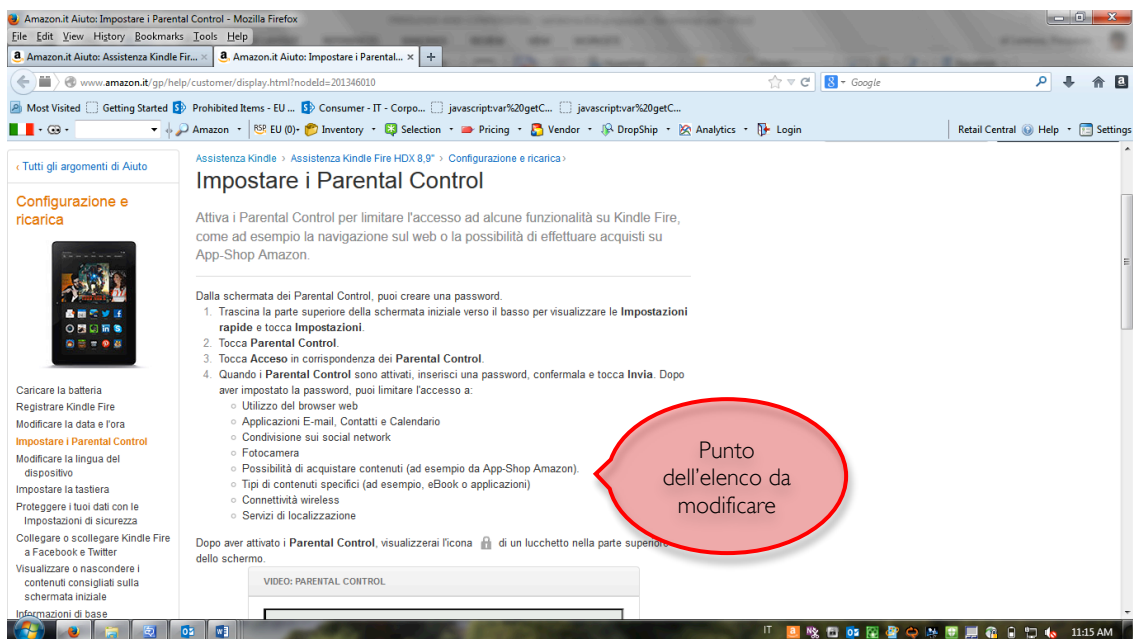 Amazon.it Aiuto: Impostare i Parental Control - Mozilla Firefox
File Edit View History Bookmarks Tools Help
Amazon.it Aiuto: Assistenza Kindle Fir... × Amazon.it Aiuto: Impostare i Parental... × +
www.amazon.it/gp/help/customer/display.html?nodeId=201346010 Google
Most Visited Getting Started Prohibited Items - EU ... Consumer - IT - Corpo... javascript:var%20getC... javascript:var%20getC...
Amazon RSP EU (0) Inventory Selection Pricing Vendor DropShip Analytics Login Retail Central Help Settings
‹ Tutti gli argomenti di Aiuto
Configurazione e
ricarica
Caricare la batteria
Registrare Kindle Fire
Modificare la data e l'ora
Impostare i Parental Control
Modificare la lingua del
dispositivo
Impostare la tastiera
Proteggere i tuoi dati con le
Impostazioni di sicurezza
Collegare o scollegare Kindle Fire
a Facebook e Twitter
Visualizzare o nascondere i
contenuti consigliati sulla
schermata iniziale
Informazioni di base
Assistenza Kindle › Assistenza Kindle Fire HDX 8,9" › Configurazione e ricarica ›
Impostare i Parental Control
Attiva i Parental Control per limitare l'accesso ad alcune funzionalità su Kindle Fire,
come ad esempio la navigazione sul web o la possibilità di effettuare acquisti su
App-Shop Amazon.
Dalla schermata dei Parental Control, puoi creare una password.
1. Trascina la parte superiore della schermata iniziale verso il basso per visualizzare le Impostazioni
rapide e tocca Impostazioni.
2. Tocca Parental Control.
3. Tocca Acceso in corrispondenza dei Parental Control.
4. Quando i Parental Control sono attivati, inserisci una password, confermala e tocca Invia. Dopo
aver impostato la password, puoi limitare l'accesso a:
○ Utilizzo del browser web
○ Applicazioni E-mail, Contatti e Calendario
○ Condivisione sui social network
○ Fotocamera
○ Possibilità di acquistare contenuti (ad esempio da App-Shop Amazon).
○ Tipi di contenuti specifici (ad esempio, eBook o applicazioni)
○ Connettività wireless
○ Servizi di localizzazione
Dopo aver attivato i Parental Control, visualizzerai l'icona di un lucchetto nella parte superiore
dello schermo.
VIDEO: PARENTAL CONTROL
Punto
dell'elenco da
modificare
IT 11:15 AM